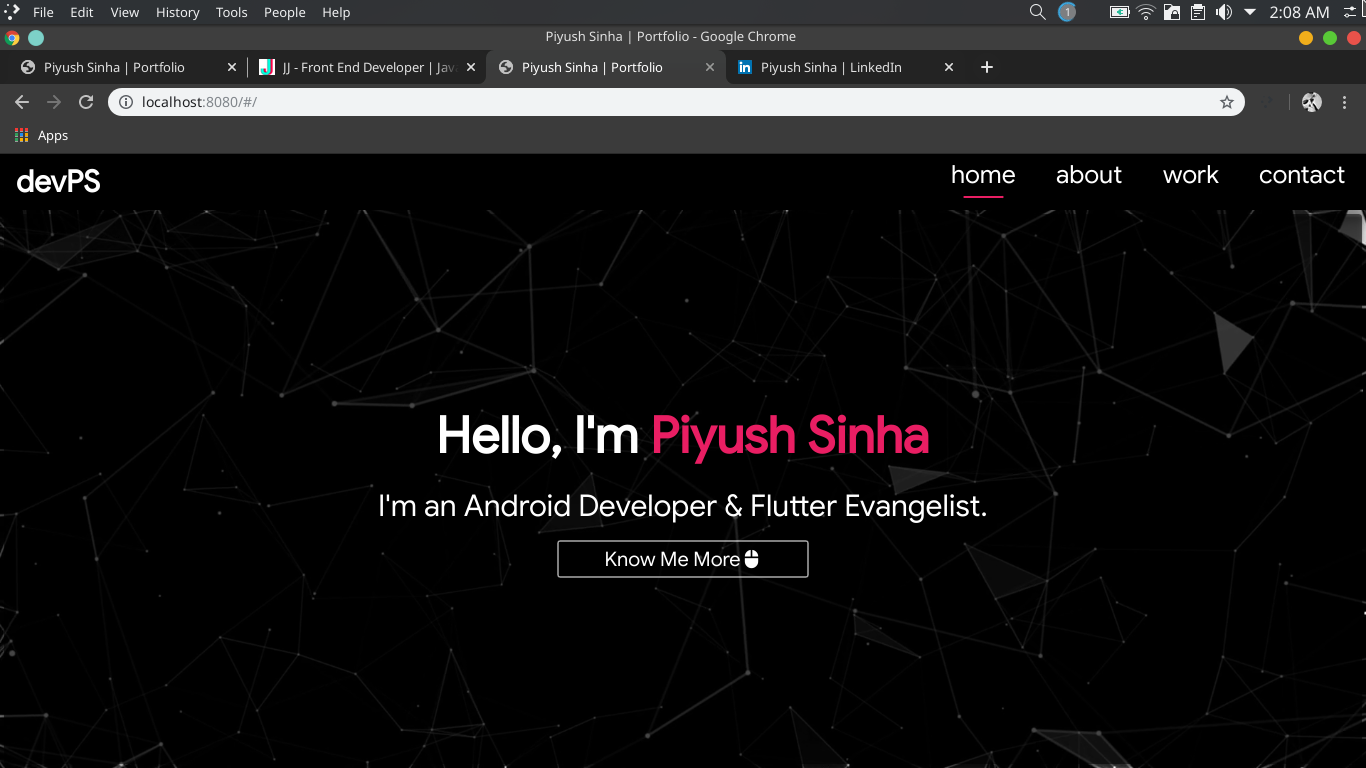 File Edit View History Tools People Help 1 2:08 AM
Piyush Sinha | Portfolio - Google Chrome
Piyush Sinha | Portfolio JJ - Front End Developer | Jav Piyush Sinha | Portfolio Piyush Sinha | LinkedIn
localhost:8080/#/
Apps
devPS home about work contact
Hello, I'm Piyush Sinha
I'm an Android Developer & Flutter Evangelist.
Know Me More